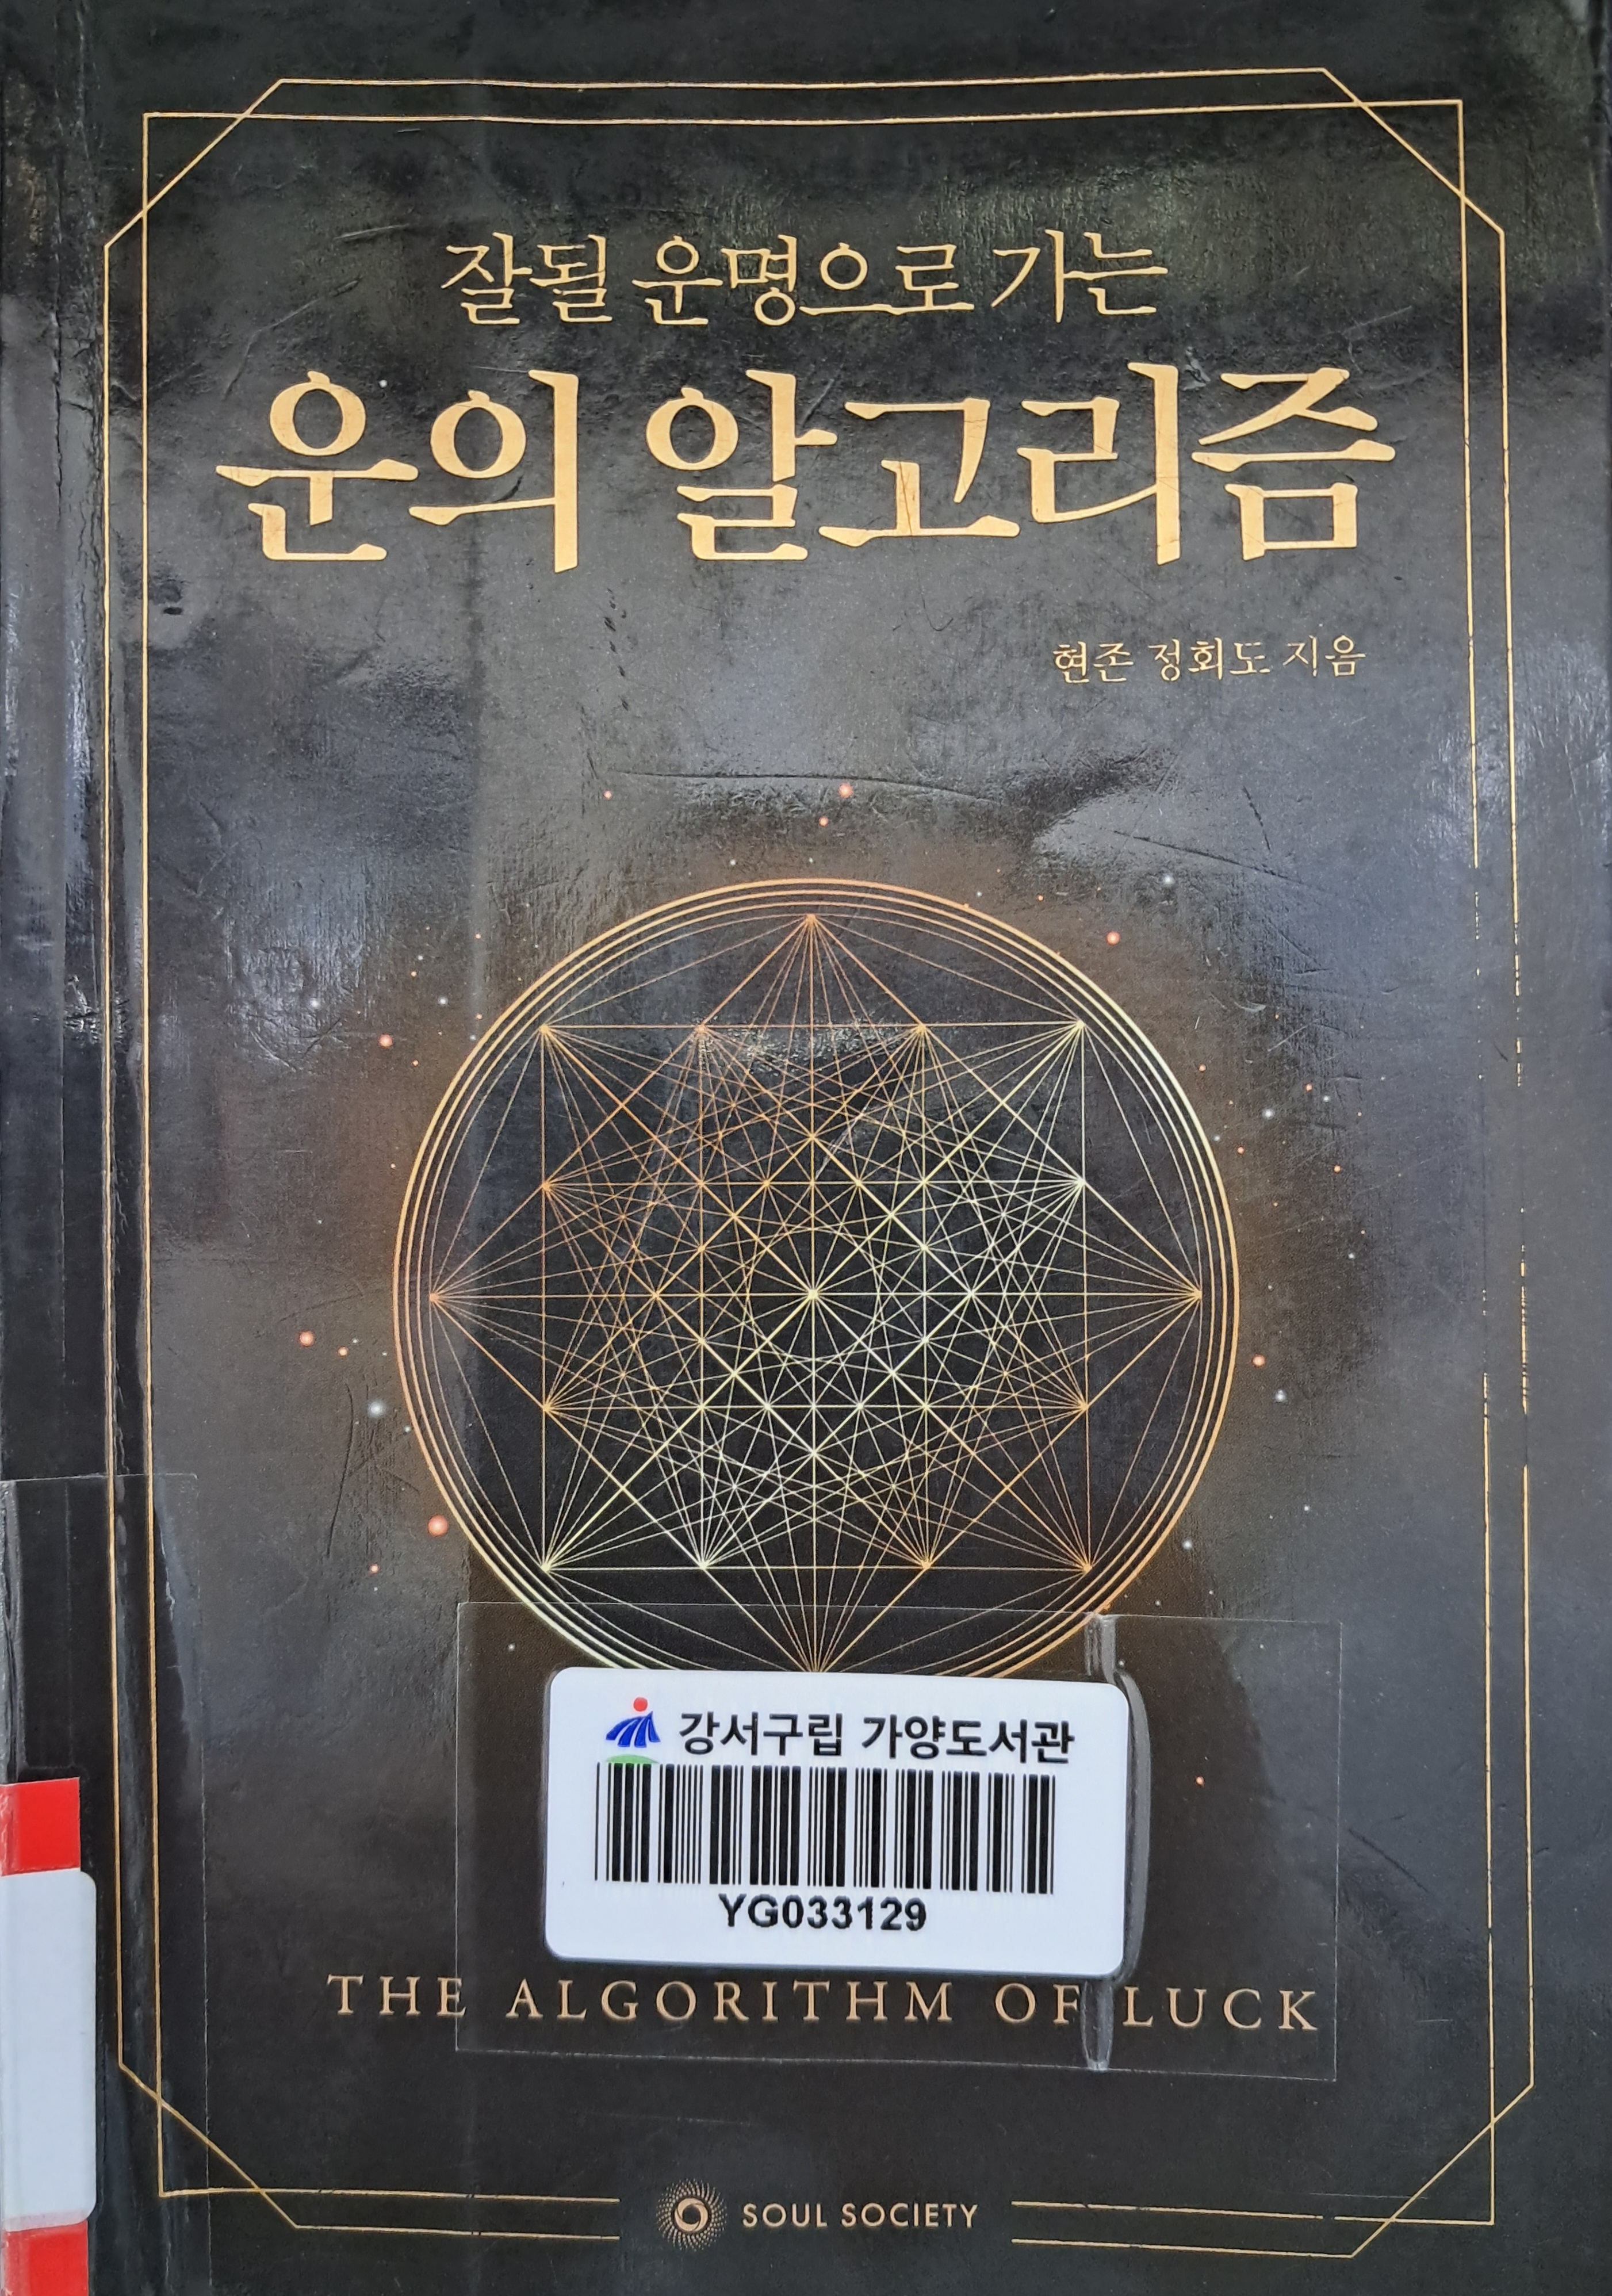 잘될 운명으로 가는
운의 알고리즘
현존 정회도 지음
강서구립 가양도서관
YG033129
THE ALGORITHM OF LUCK
SOUL SOCIETY